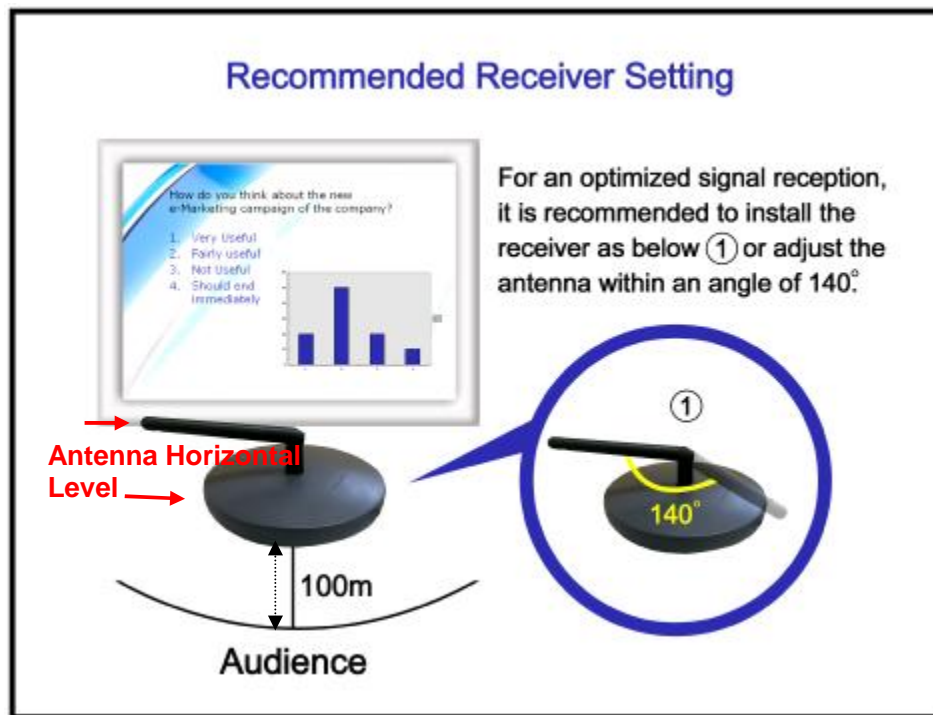 Recommended Receiver Setting
How do you think about the new
e-Marketing campaign of the company?
1. Very Useful
2. Fairly useful
3. Not Useful
4. Should end
immediately
For an optimized signal reception,
it is recommended to install the
receiver as below ① or adjust the
antenna within an angle of 140°.
①
140°
Antenna Horizontal
Level
100m
Audience